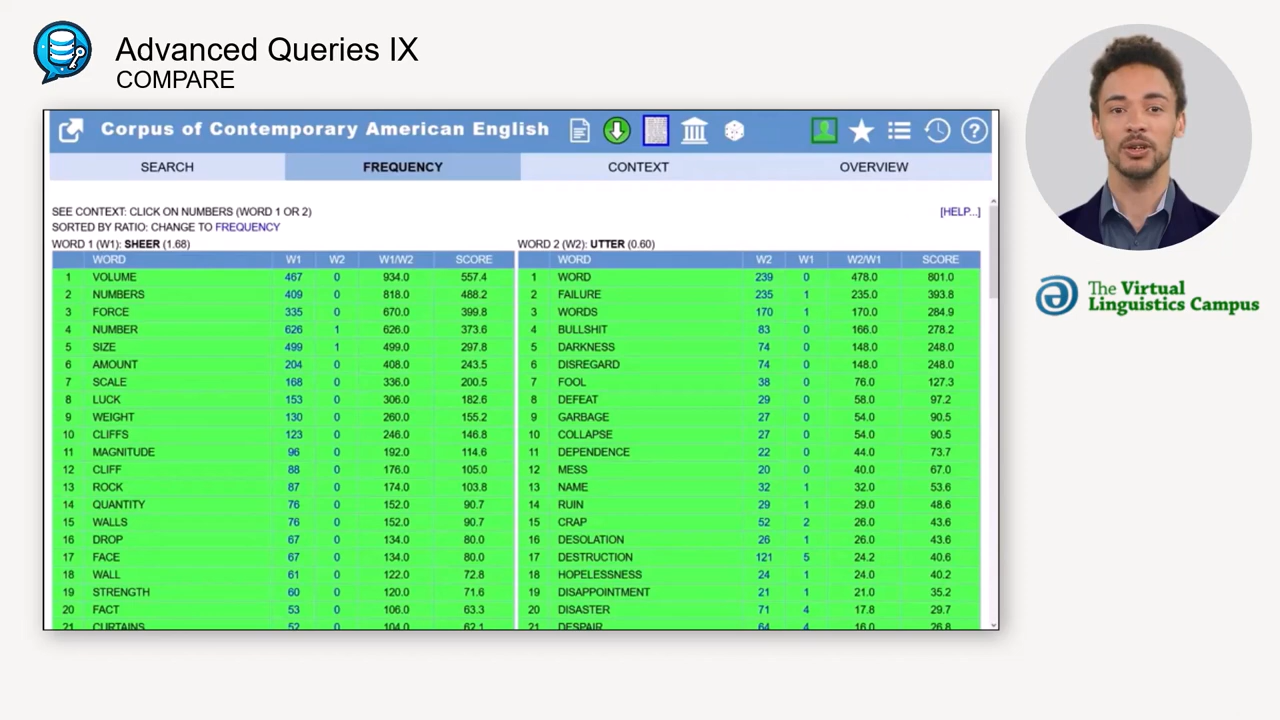 Advanced Queries IX
COMPARE
Corpus of Contemporary American English
SEARCH FREQUENCY CONTEXT OVERVIEW
SEE CONTEXT: CLICK ON NUMBERS (WORD 1 OR 2) [HELP...]
SORTED BY RATIO: CHANGE TO FREQUENCY
WORD 1 (W1): SHEER (1.68) WORD 2 (W2): UTTER (0.60)
WORD W1 W2 W1/W2 SCORE WORD W2 W1 W2/W1 SCORE
1 VOLUME 467 0 934.0 557.4 1 WORD 239 0 478.0 801.0
2 NUMBERS 409 0 818.0 488.2 2 FAILURE 235 1 235.0 393.8
3 FORCE 335 0 670.0 399.8 3 WORDS 170 1 170.0 284.9
4 NUMBER 626 1 626.0 373.6 4 BULLSHIT 83 0 166.0 278.2
5 SIZE 499 1 499.0 297.8 5 DARKNESS 74 0 148.0 248.0
6 AMOUNT 204 0 408.0 243.5 6 DISREGARD 74 0 148.0 248.0
7 SCALE 168 0 336.0 200.5 7 FOOL 38 0 76.0 127.3
8 LUCK 153 0 306.0 182.6 8 DEFEAT 29 0 58.0 97.2
9 WEIGHT 130 0 260.0 155.2 9 GARBAGE 27 0 54.0 90.5
10 CLIFFS 123 0 246.0 146.8 10 COLLAPSE 27 0 54.0 90.5
11 MAGNITUDE 96 0 192.0 114.6 11 DEPENDENCE 22 0 44.0 73.7
12 CLIFF 88 0 176.0 105.0 12 MESS 20 0 40.0 67.0
13 ROCK 87 0 174.0 103.8 13 NAME 32 1 32.0 53.6
14 QUANTITY 76 0 152.0 90.7 14 RUIN 29 1 29.0 48.6
15 WALLS 76 0 152.0 90.7 15 CRAP 52 2 26.0 43.6
16 DROP 67 0 134.0 80.0 16 DESOLATION 26 1 26.0 43.6
17 FACE 67 0 134.0 80.0 17 DESTRUCTION 121 5 24.2 40.6
18 WALL 61 0 122.0 72.8 18 HOPELESSNESS 24 1 24.0 40.2
19 STRENGTH 60 0 120.0 71.6 19 DISAPPOINTMENT 21 1 21.0 35.2
20 FACT 53 0 106.0 63.3 20 DISASTER 71 4 17.8 29.7
21 CURTAINS 52 0 104.0 62.1 21 DESPAIR 64 4 16.0 26.8
The Virtual
Linguistics Campus